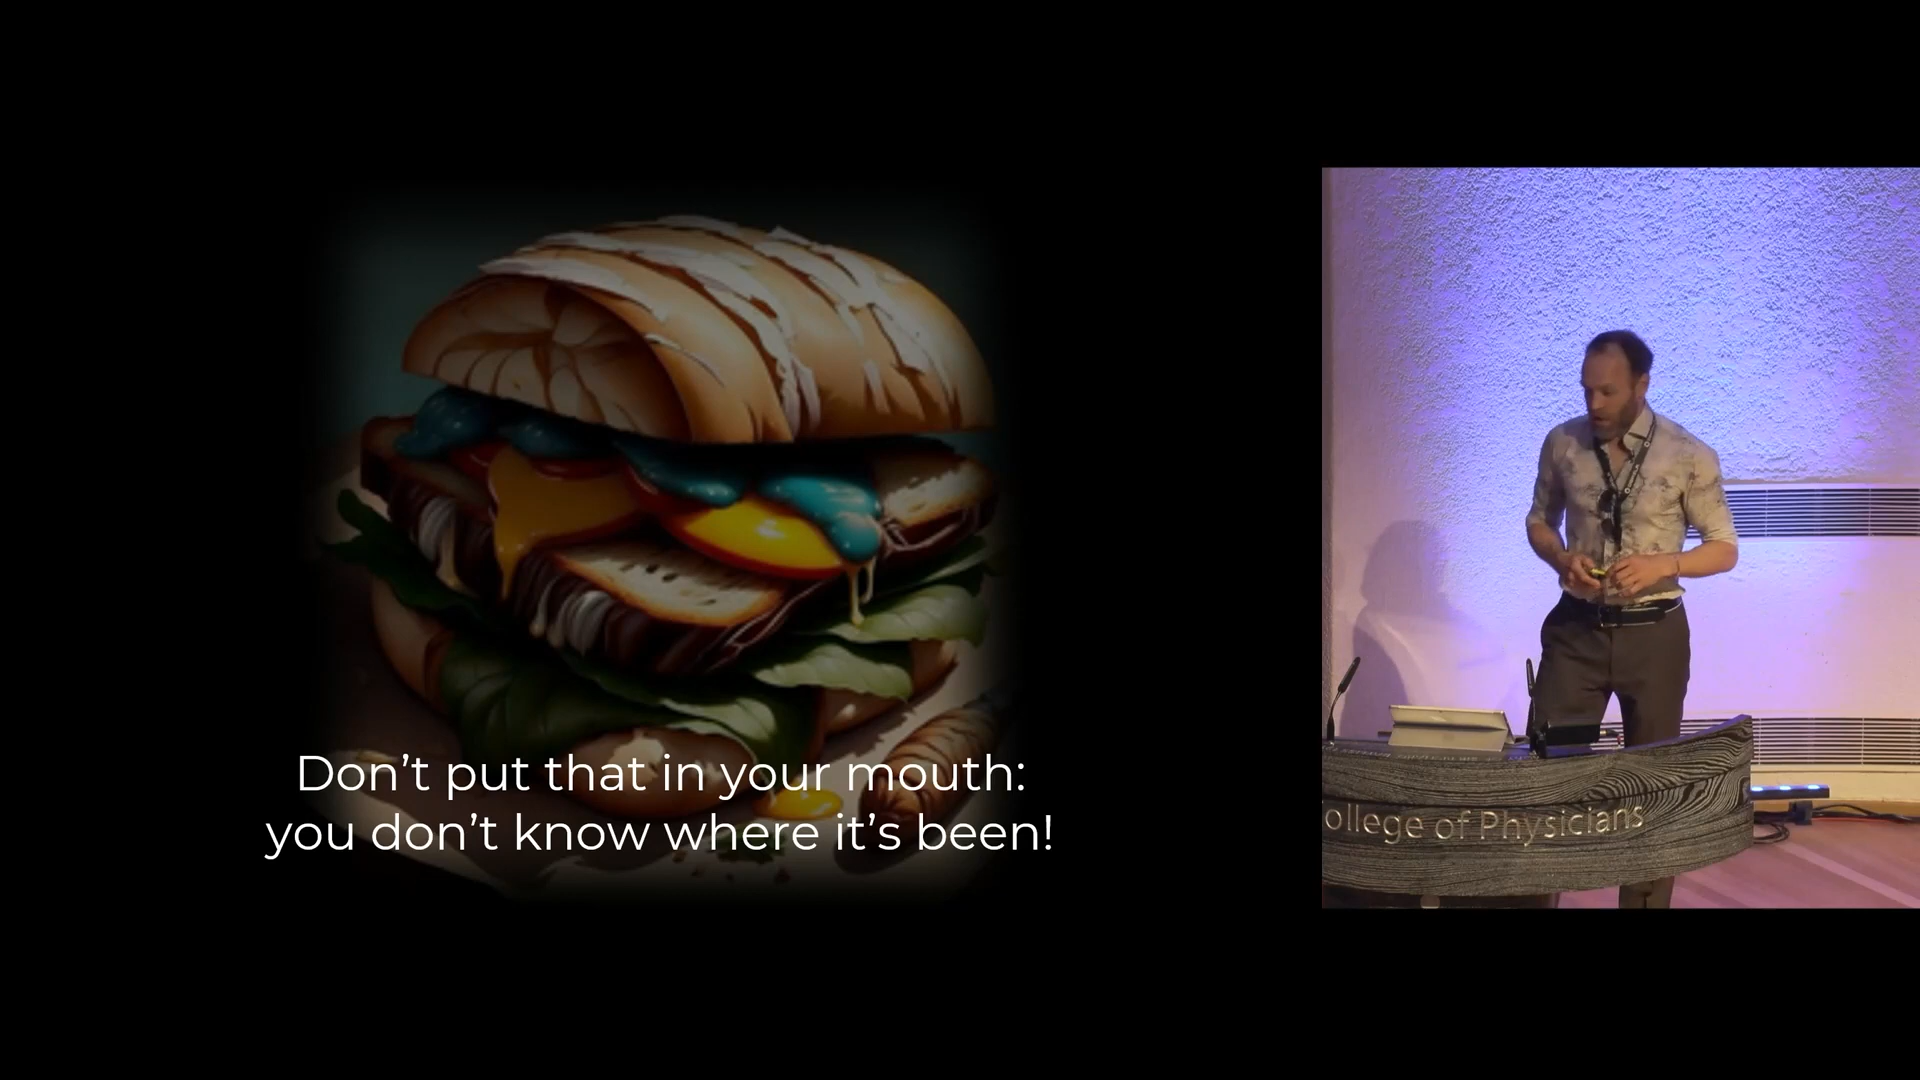 Don’t put that in your mouth:
you don’t know where it’s been!
ollege of Physicians